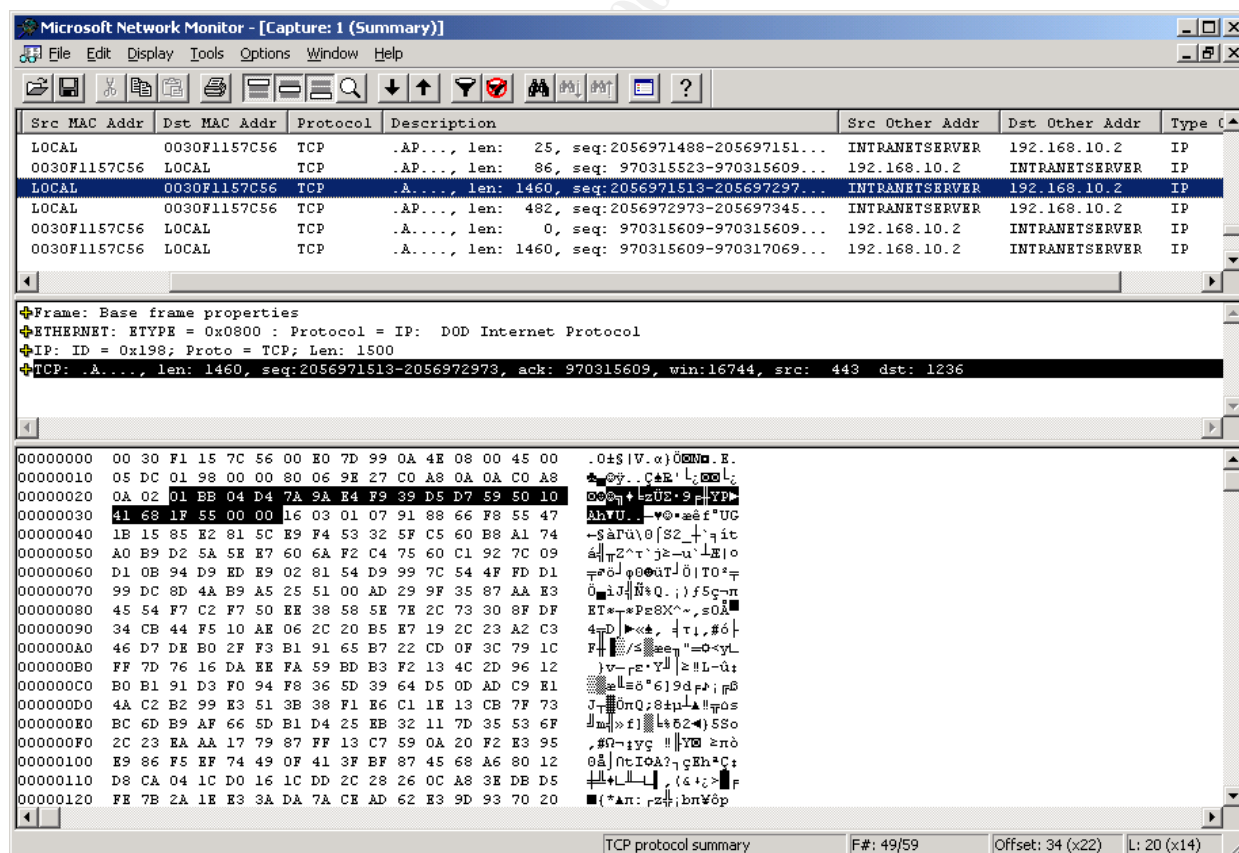 Microsoft Network Monitor - [Capture: 1 (Summary)]
File Edit Display Tools Options Window Help
Src MAC Addr Dst MAC Addr Protocol Description Src Other Addr Dst Other Addr Type
LOCAL 0030F1157C56 TCP .AP..., len: 25, seq:2056971488-205697151... INTRANETSERVER 192.168.10.2 IP
0030F1157C56 LOCAL TCP .AP..., len: 86, seq: 970315523-970315609... 192.168.10.2 INTRANETSERVER IP
LOCAL 0030F1157C56 TCP .A...., len: 1460, seq:2056971513-205697297... INTRANETSERVER 192.168.10.2 IP
LOCAL 0030F1157C56 TCP .AP..., len: 482, seq:2056972973-205697345... INTRANETSERVER 192.168.10.2 IP
0030F1157C56 LOCAL TCP .A...., len: 0, seq: 970315609-970315609... 192.168.10.2 INTRANETSERVER IP
0030F1157C56 LOCAL TCP .A...., len: 1460, seq: 970315609-970317069... 192.168.10.2 INTRANETSERVER IP
Frame: Base frame properties
ETHERNET: ETYPE = 0x0800 : Protocol = IP: DOD Internet Protocol
IP: ID = 0x198; Proto = TCP; Len: 1500
TCP: .A...., len: 1460, seq:2056971513-2056972973, ack: 970315609, win:16744, src: 443 dst: 1236
00000000 00 30 F1 15 7C 56 00 E0 7D 99 0A 4E 08 00 45 00
00000010 05 DC 01 98 00 00 80 06 9E 27 C0 A8 0A 0A C0 A8
00000020 0A 02 01 BB 04 D4 7A 9A E4 F9 39 D5 D7 59 50 10
00000030 41 68 1F 55 00 00 16 03 01 07 91 88 66 F8 55 47
00000040 1B 15 85 E2 81 5C E9 F4 53 32 5F C5 60 B8 A1 74
00000050 A0 B9 D2 5A 5E E7 60 6A F2 C4 75 60 C1 92 7C 09
00000060 D1 0B 94 D9 ED E9 02 81 54 D9 99 7C 54 4F FD D1
00000070 99 DC 8D 4A B9 A5 25 51 00 AD 29 9F 35 87 AA E3
00000080 45 54 F7 C2 F7 50 EE 38 58 5E 7E 2C 73 30 8F DF
00000090 34 CB 44 F5 10 AE 06 2C 20 B5 E7 19 2C 23 A2 C3
000000A0 46 D7 DE B0 2F F3 B1 91 65 B7 22 CD 0F 3C 79 1C
000000B0 FF 7D 76 16 DA EE FA 59 BD B3 F2 13 4C 2D 96 12
000000C0 B0 B1 91 D3 F0 94 F8 36 5D 39 64 D5 0D AD C9 E1
000000D0 4A C2 B2 99 E3 51 3B 38 F1 E6 C1 1E 13 CB 7F 73
000000E0 BC 6D B9 AF 66 5D B1 D4 25 EB 32 11 7D 35 53 6F
000000F0 2C 23 EA AA 17 79 87 FF 13 C7 59 0A 20 F2 E3 95
00000100 E9 86 F5 EF 74 49 0F 41 3F BF 87 45 68 A6 80 12
00000110 D8 CA 04 1C D0 16 1C DD 2C 28 26 0C A8 3E DB D5
00000120 FE 7B 2A 1E E3 3A DA 7A CE AD 62 E3 9D 93 70 20
TCP protocol summary F#: 49/59 Offset: 34 (x22) L: 20 (x14)